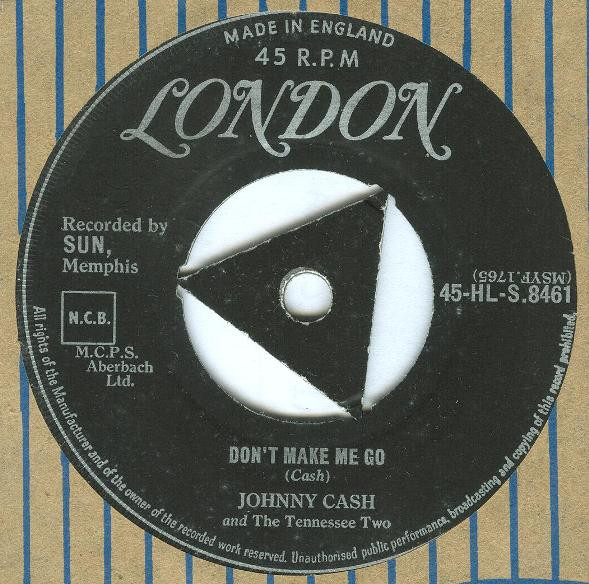 MADE IN ENGLAND
45 R.P.M
LONDON
Recorded by
SUN,
Memphis
(MSYF.1765)
45-HL-S.8461
N.C.B.
M.C.P.S.
Aberbach
Ltd.
DON'T MAKE ME GO
(Cash)
JOHNNY CASH
and The Tennessee Two
All rights of the Manufacturer and of the owner of the recorded work reserved. Unauthorised public performance, broadcasting and copying of this record prohibited.